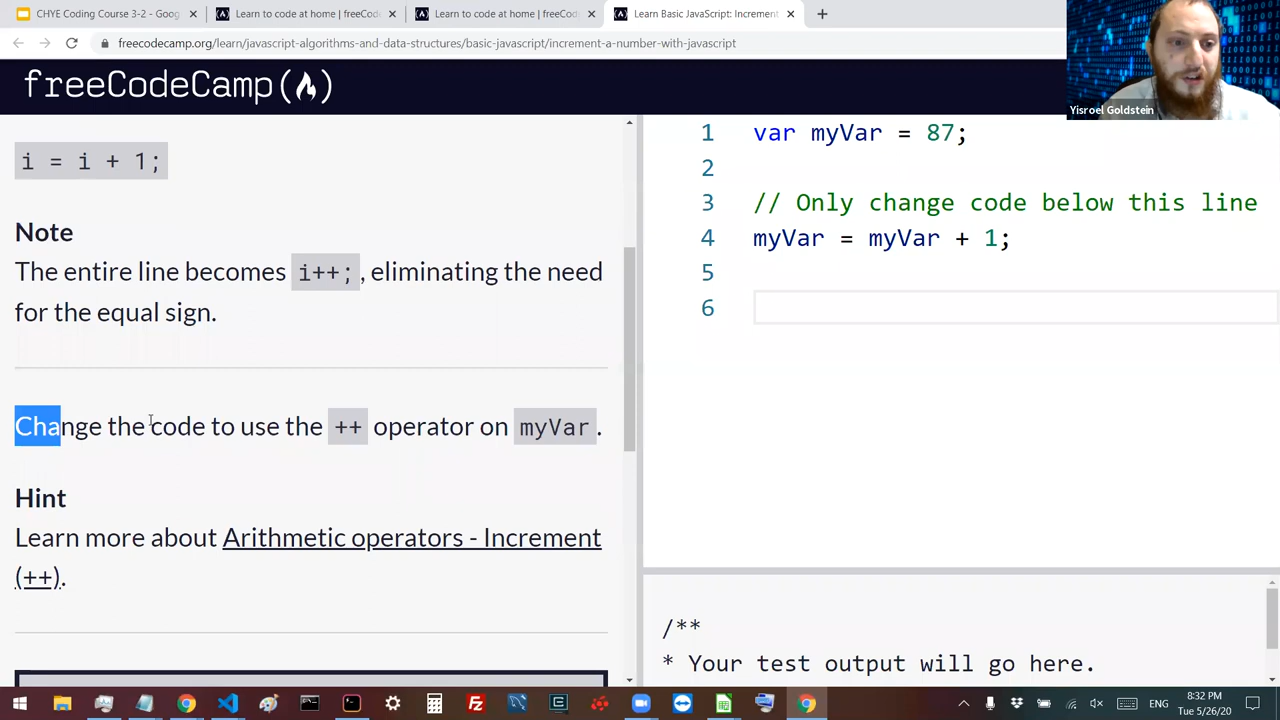 CHYE Coding Course 3-2 - Goog
Learn to code at home | freeCode
Learn to code at home | freeCode
Learn Basic JavaScript: Increment
freecodecamp.org/learn/javascript-algorithms-and-data-structures/basic-javascript/increment-a-number-with-javascript
freeCodeCamp
Yisroel Goldstein
i = i + 1;
Note
The entire line becomes i++; , eliminating the need
for the equal sign.
Change the code to use the ++ operator on myVar .
Hint
Learn more about Arithmetic operators - Increment
(++).
1 var myVar = 87;
2
3 // Only change code below this line
4 myVar = myVar + 1;
5
6
/**
* Your test output will go here.
ENG
8:32 PM
Tue 5/26/20